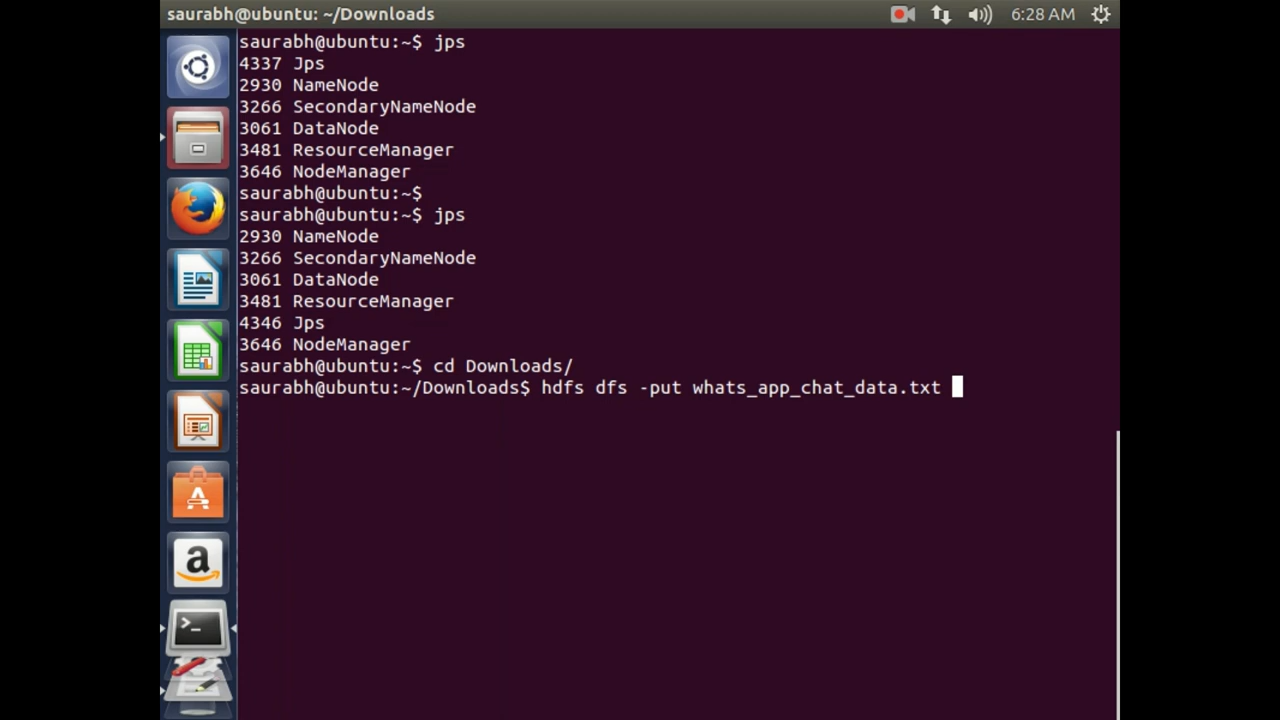 saurabh@ubuntu: ~/Downloads
6:28 AM
saurabh@ubuntu:~$ jps
4337 Jps
2930 NameNode
3266 SecondaryNameNode
3061 DataNode
3481 ResourceManager
3646 NodeManager
saurabh@ubuntu:~$
saurabh@ubuntu:~$ jps
2930 NameNode
3266 SecondaryNameNode
3061 DataNode
3481 ResourceManager
4346 Jps
3646 NodeManager
saurabh@ubuntu:~$ cd Downloads/
saurabh@ubuntu:~/Downloads$ hdfs dfs -put whats_app_chat_data.txt